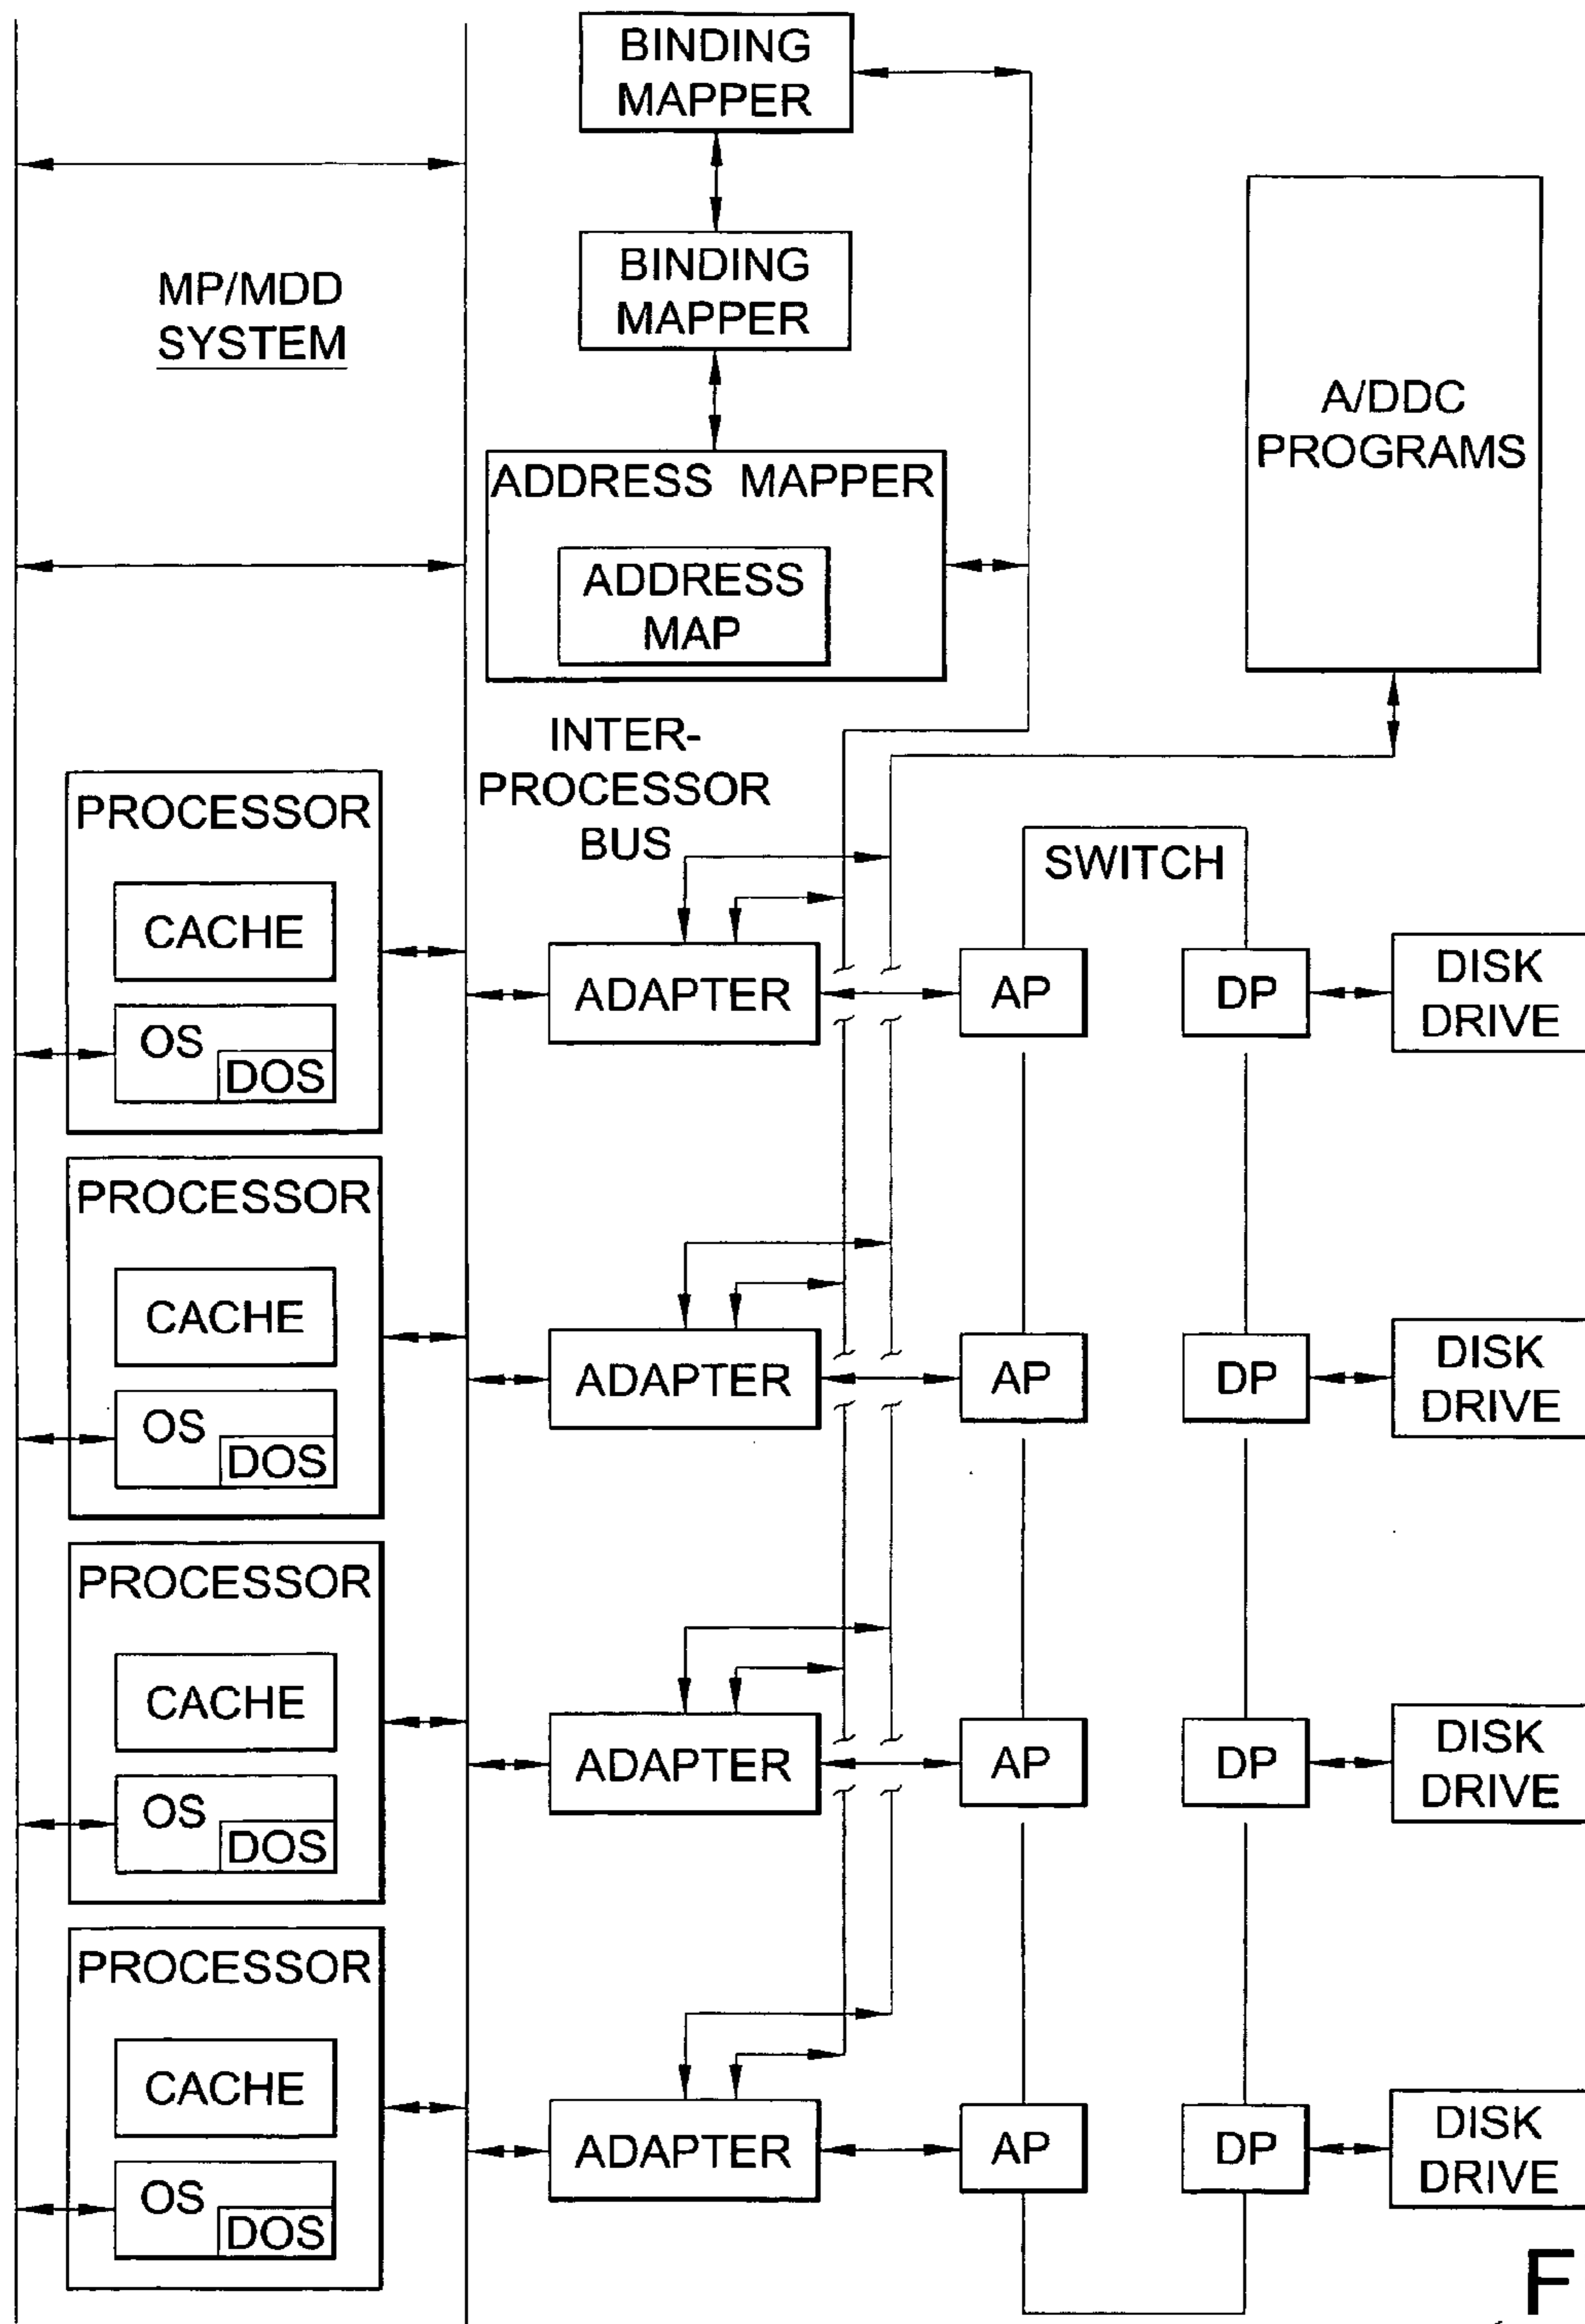 BINDING
MAPPER
MP/MDD
SYSTEM
BINDING
MAPPER
A/DDC
PROGRAMS
ADDRESS MAPPER
ADDRESS
MAP
INTER-
PROCESSOR
BUS
PROCESSOR
CACHE
OS
DOS
ADAPTER
SWITCH
AP
DP
DISK
DRIVE
PROCESSOR
CACHE
OS
DOS
ADAPTER
AP
DP
DISK
DRIVE
PROCESSOR
CACHE
OS
DOS
ADAPTER
AP
DP
DISK
DRIVE
PROCESSOR
CACHE
OS
DOS
ADAPTER
AP
DP
DISK
DRIVE
F